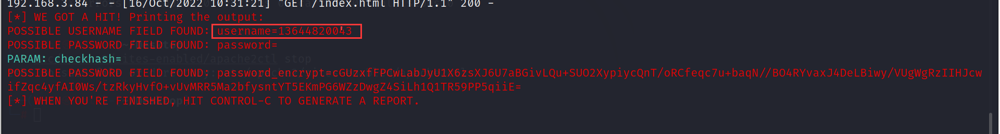 192.168.3.84 - - [16/Oct/2022 10:31:21] "GET /index.html HTTP/1.1" 200 -
[*] WE GOT A HIT! Printing the output:
POSSIBLE USERNAME FIELD FOUND: username=13644820043
POSSIBLE PASSWORD FIELD FOUND: password=
PARAM: checkhash=
POSSIBLE PASSWORD FIELD FOUND: password_encrypt=cGUzxfFPCwLabJyU1X6zsXJ6U7aBGivLQu+SUO2XypiycQnT/oRCfeqc7u+baqN//BO4RYvaxJ4DeLBiwy/VUgWgRzIIHJcw
ifZqc4yfAI0Ws/tzRkyHvfO+vUvMRR5Ma2bfysntYT5EKmPG6WZzDwgZ4SiLh1Q1TR59PP5qiiE=
[*] WHEN YOU'RE FINISHED, HIT CONTROL-C TO GENERATE A REPORT.